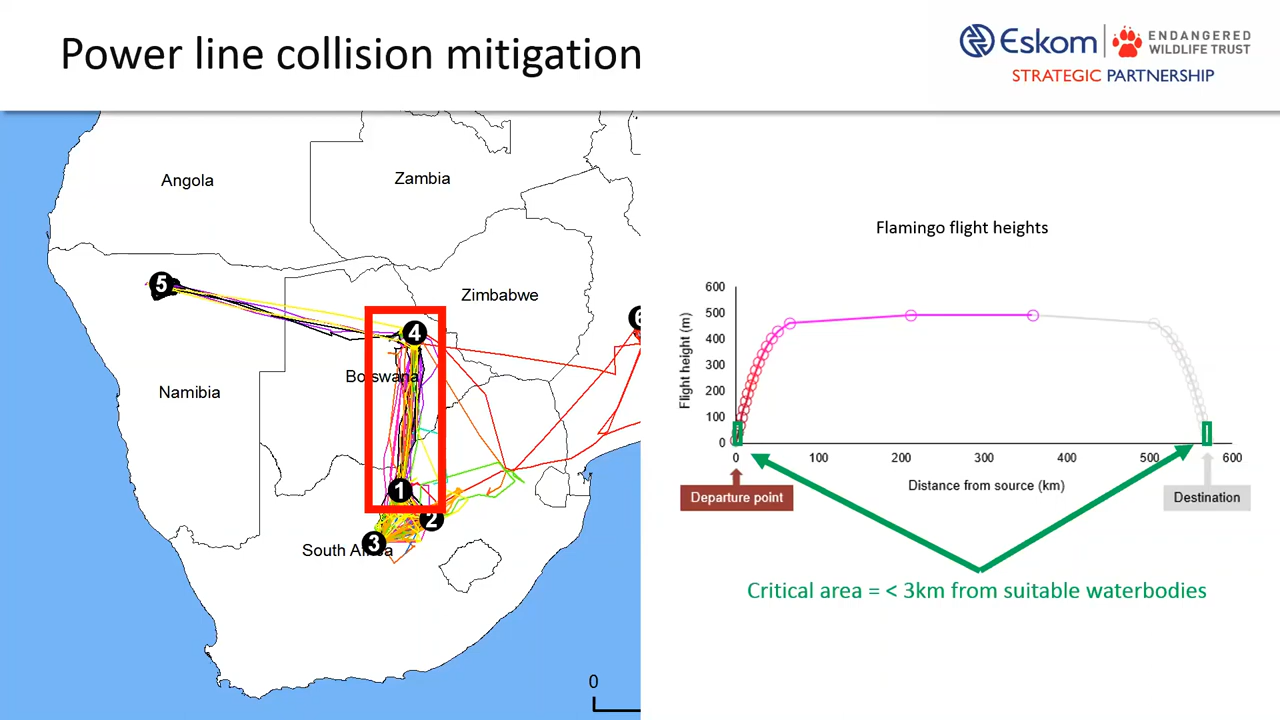 Power line collision mitigation
Eskom
ENDANGERED
WILDLIFE TRUST
STRATEGIC PARTNERSHIP
Angola
Zambia
5
Zimbabwe
6
4
Botswana
Namibia
1
2
3
South Africa
0
Flamingo flight heights
Flight height (m)
600
500
400
300
200
100
0
0
100
200
300
400
500
600
Distance from source (km)
Departure point
Destination
Critical area = < 3km from suitable waterbodies